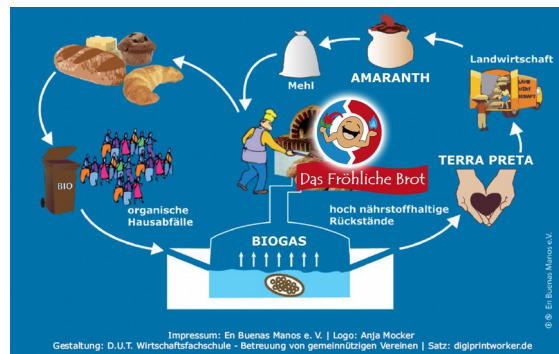 Mehl
AMARANTH
Landwirtschaft
BIO
organische
Hausabfälle
Das Fröhliche Brot
BIOGAS
hoch nährstoffhaltige
Rückstände
TERRA PRETA
En Buenas Manos e.V.
Impressum: En Buenas Manos e. V. | Logo: Anja Mocker
Gestaltung: D.U.T. Wirtschaftsfachschule - Betreuung von gemeinnützigen Vereinen | Satz: digiprintworker.de